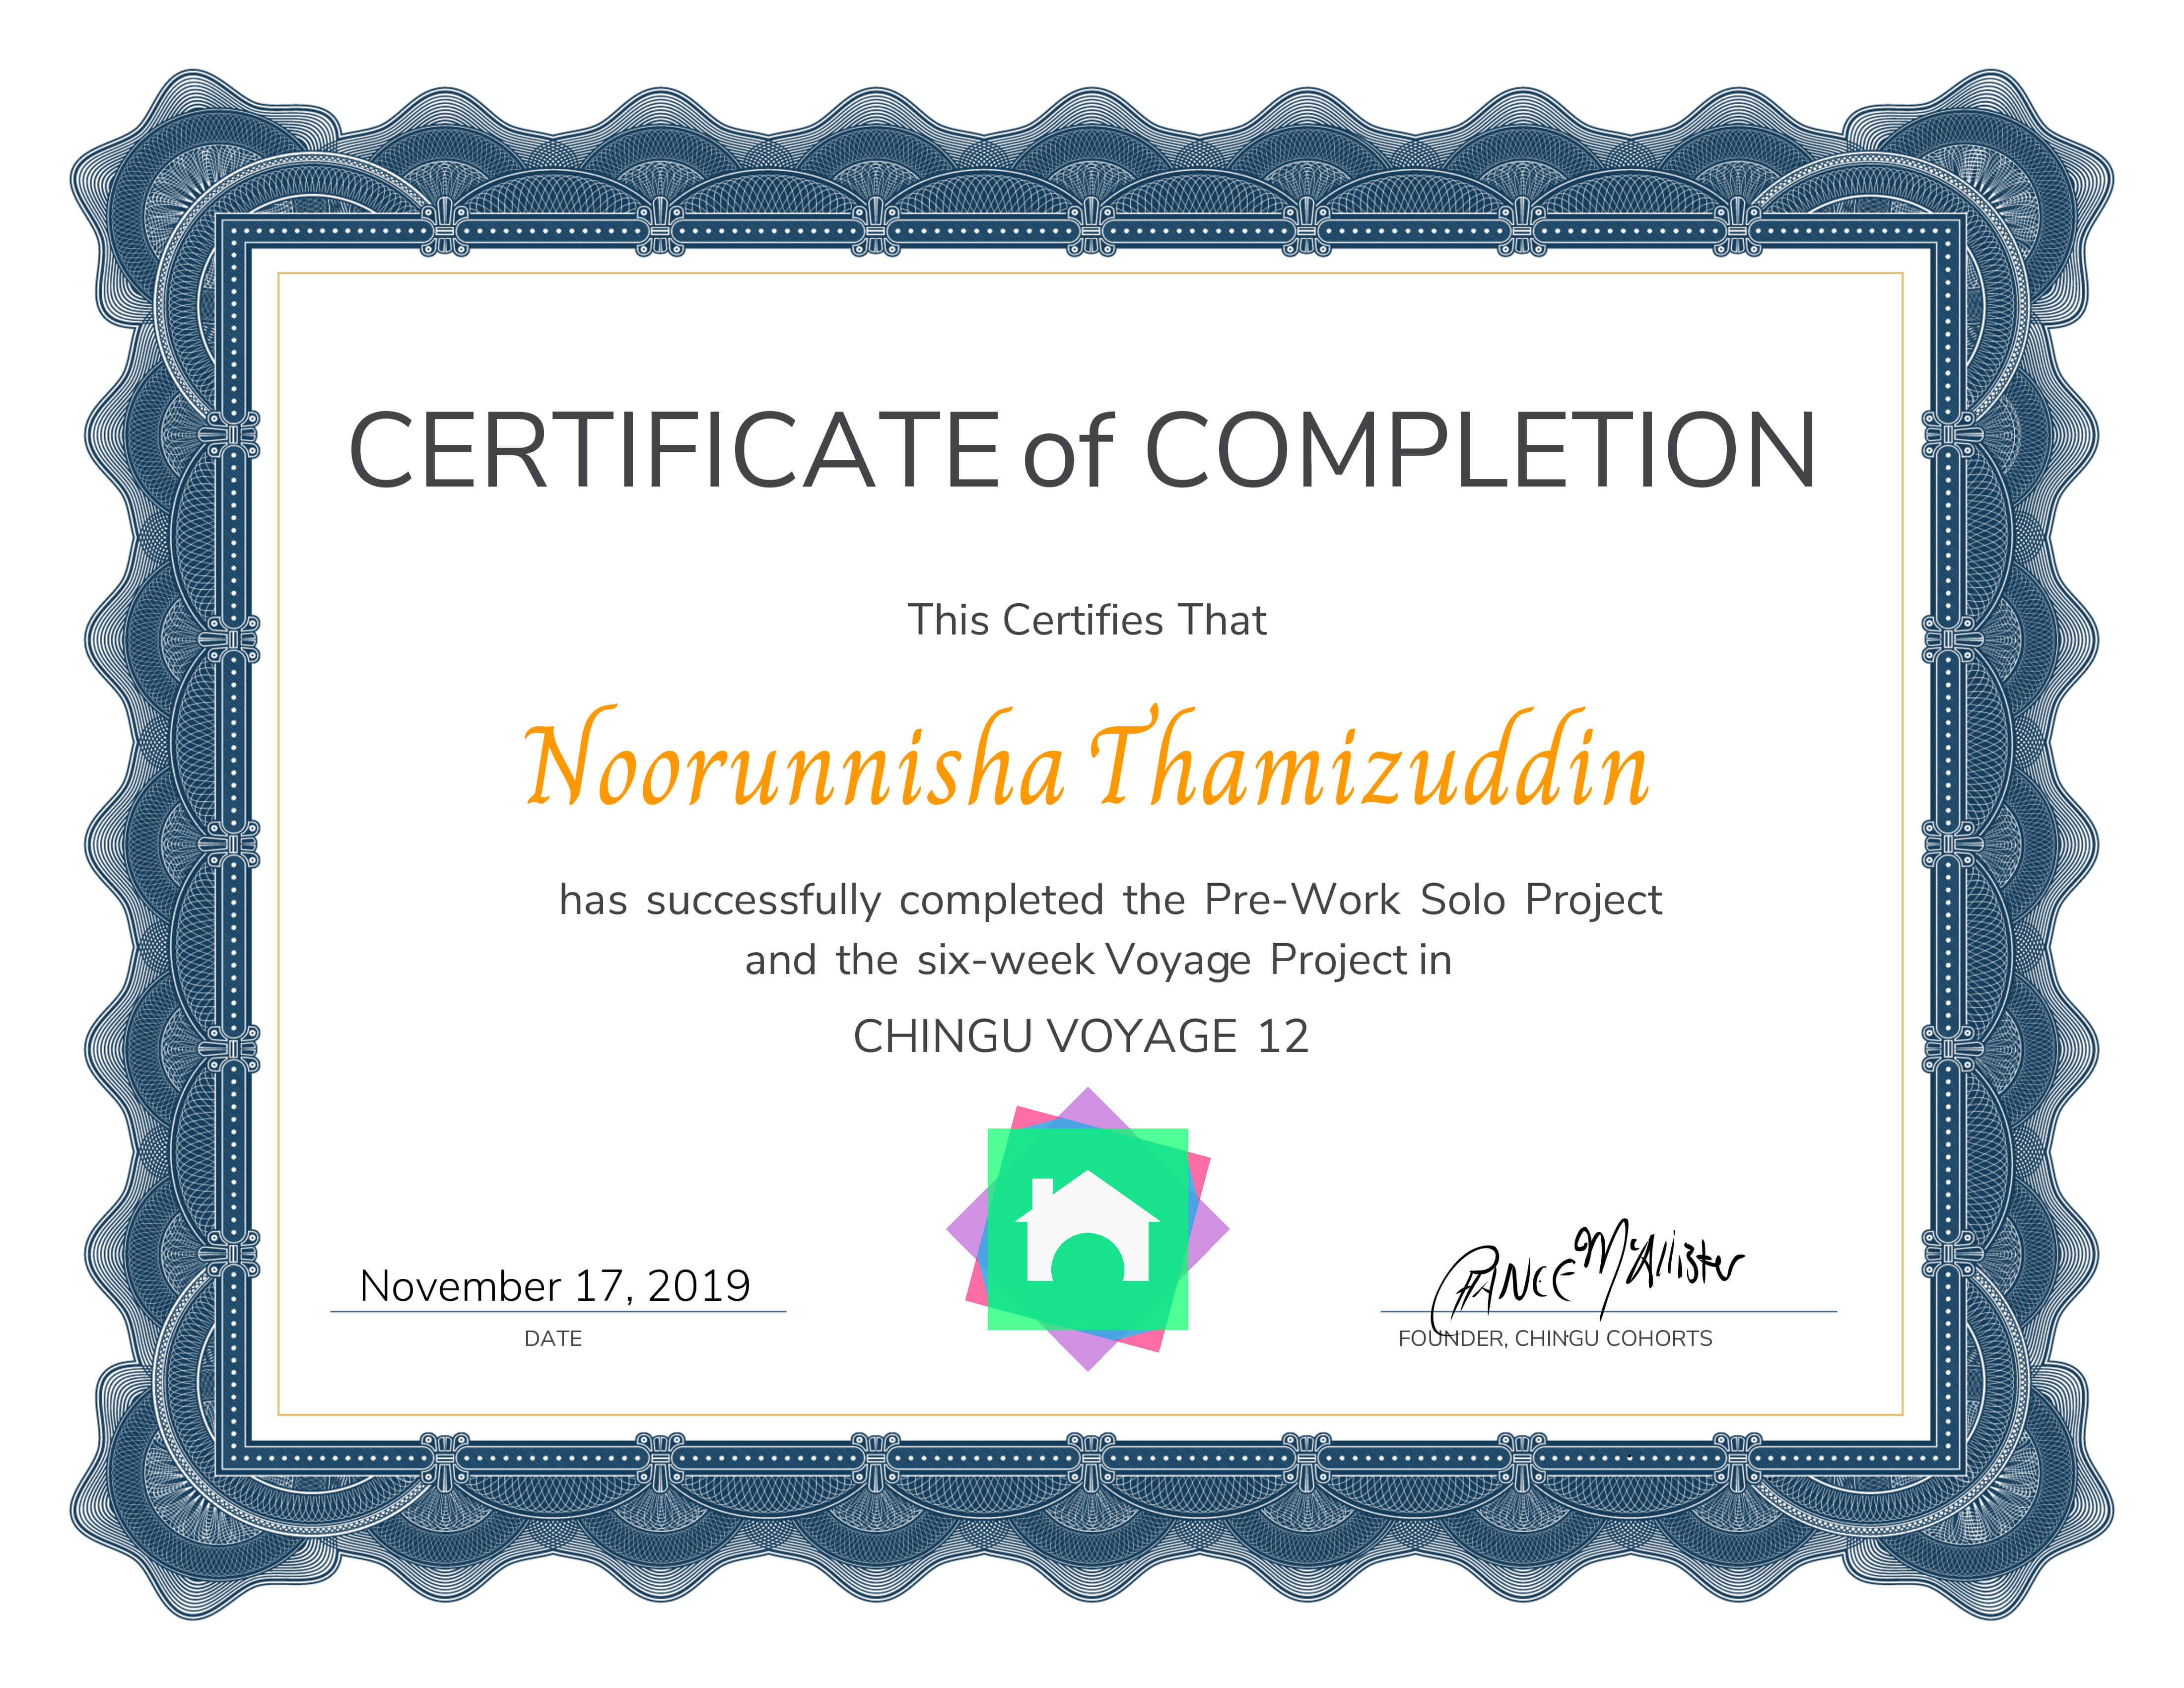 CERTIFICATE of COMPLETION
This Certifies That
Noorunnisha Thamizuddin
has successfully completed the Pre-Work Solo Project
and the six-week Voyage Project in
CHINGU VOYAGE 12
November 17, 2019
DATE
Chance McAllister
FOUNDER, CHINGU COHORTS